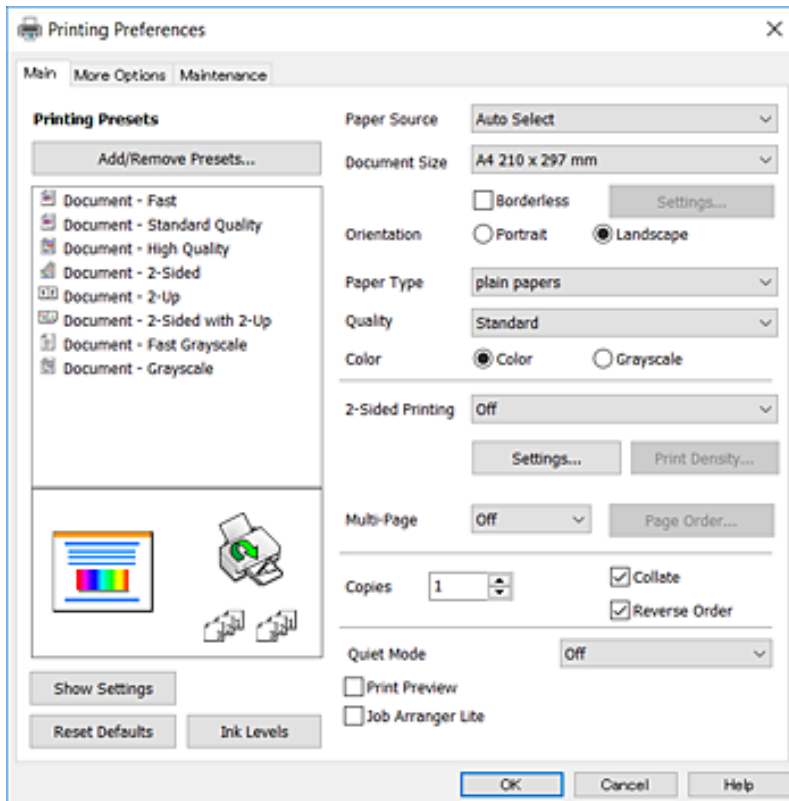 Printing Preferences
Main More Options Maintenance
Printing Presets
Add/Remove Presets...
Document - Fast
Document - Standard Quality
Document - High Quality
Document - 2-Sided
Document - 2-Up
Document - 2-Sided with 2-Up
Document - Fast Grayscale
Document - Grayscale
Show Settings
Reset Defaults Ink Levels
Paper Source Auto Select
Document Size A4 210 x 297 mm
Borderless Settings...
Orientation Portrait Landscape
Paper Type plain papers
Quality Standard
Color Color Grayscale
2-Sided Printing Off
Settings... Print Density...
Multi-Page Off Page Order...
Copies 1 Collate
Reverse Order
Quiet Mode Off
Print Preview
Job Arranger Lite
OK Cancel Help